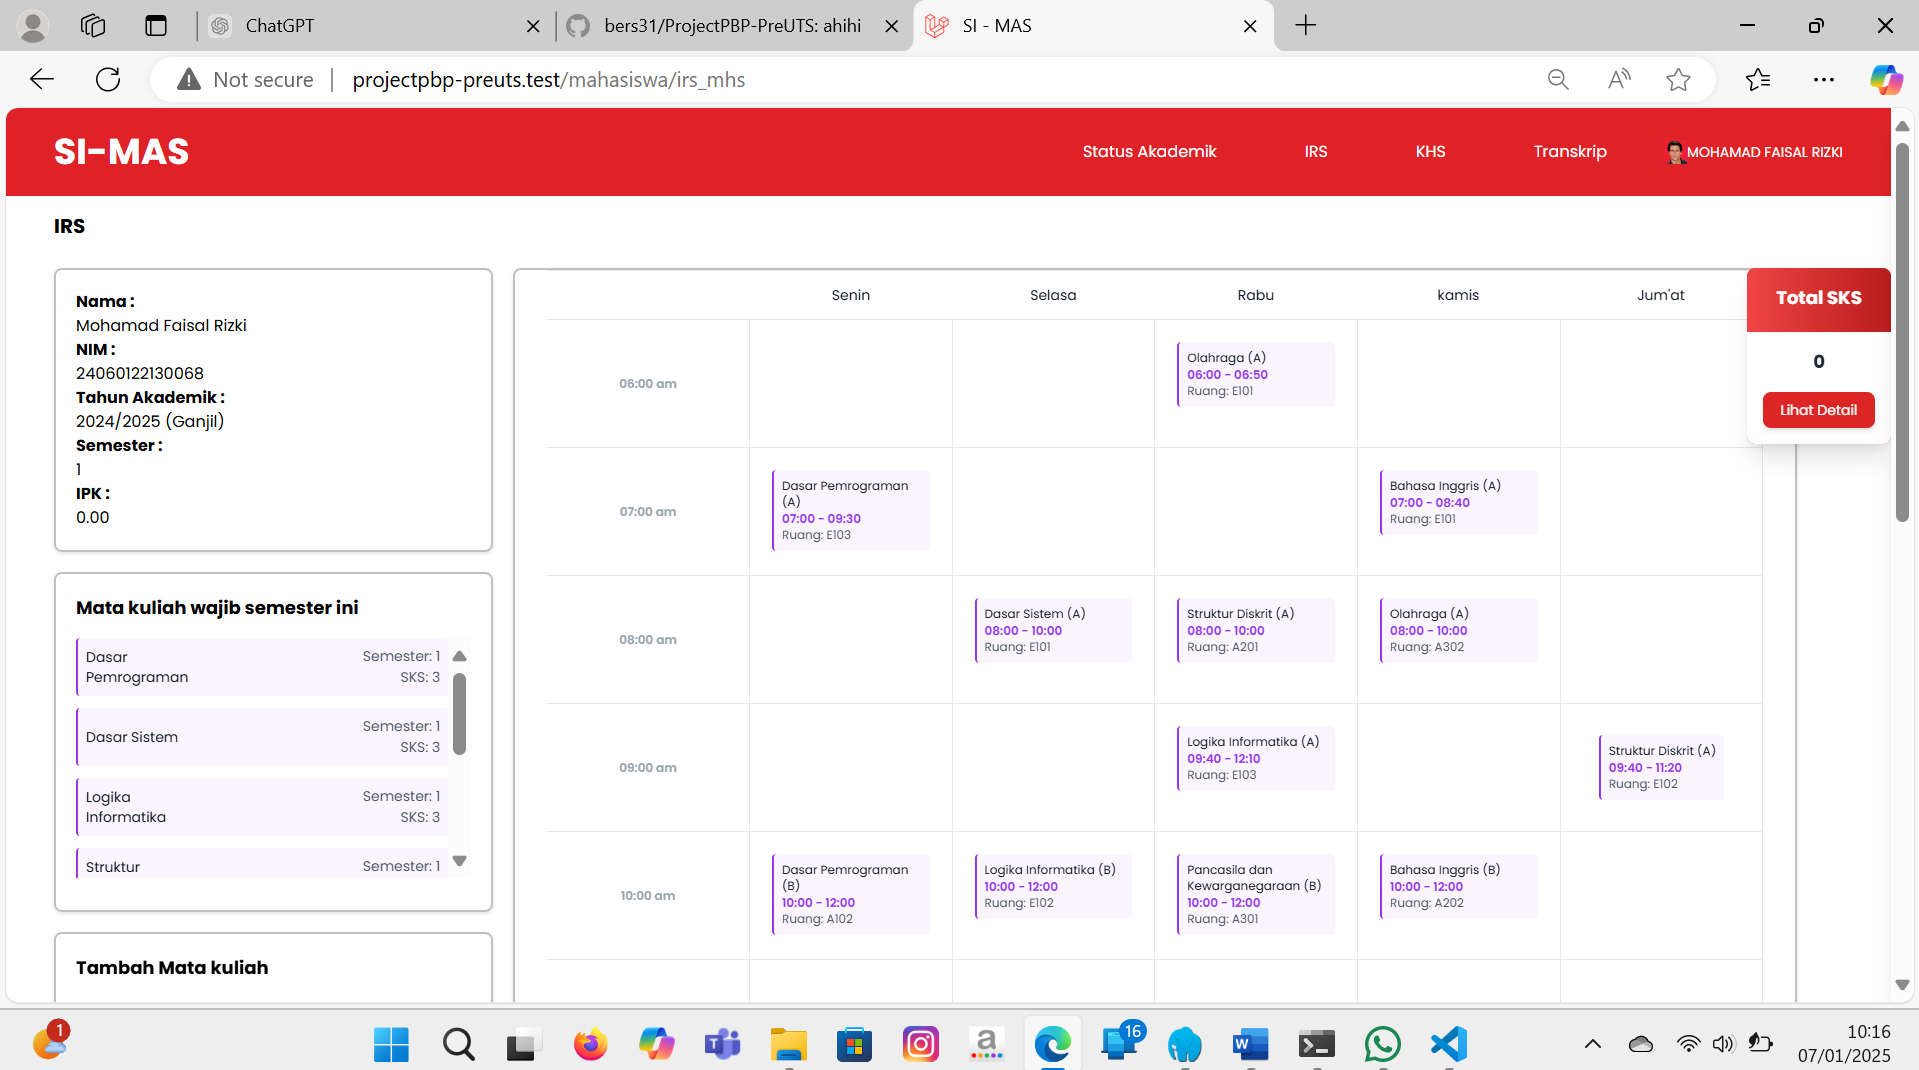 ChatGPT
bers31/ProjectPBP-PreUTS: ahihi
SI - MAS
Not secure
projectpbp-preuts.test/mahasiswa/irs_mhs
SI-MAS
Status Akademik
IRS
KHS
Transkrip
MOHAMAD FAISAL RIZKI
IRS
Nama :
Mohamad Faisal Rizki
NIM :
24060122130068
Tahun Akademik :
2024/2025 (Ganjil)
Semester :
1
IPK :
0.00
Mata kuliah wajib semester ini
Dasar
Pemrograman
Semester: 1
SKS: 3
Dasar Sistem
Semester: 1
SKS: 3
Logika
Informatika
Semester: 1
SKS: 3
Struktur
Semester: 1
Tambah Mata kuliah
Senin
Selasa
Rabu
kamis
Jum'at
06:00 am
Olahraga (A)
06:00 - 06:50
Ruang: E101
07:00 am
Dasar Pemrograman
(A)
07:00 - 09:30
Ruang: E103
Bahasa Inggris (A)
07:00 - 08:40
Ruang: E101
08:00 am
Dasar Sistem (A)
08:00 - 10:00
Ruang: E101
Struktur Diskrit (A)
08:00 - 10:00
Ruang: A201
Olahraga (A)
08:00 - 10:00
Ruang: A302
09:00 am
Logika Informatika (A)
09:40 - 12:10
Ruang: E103
Struktur Diskrit (A)
09:40 - 11:20
Ruang: E102
10:00 am
Dasar Pemrograman
(B)
10:00 - 12:00
Ruang: A102
Logika Informatika (B)
10:00 - 12:00
Ruang: E102
Pancasila dan
Kewarganegaraan (B)
10:00 - 12:00
Ruang: A301
Bahasa Inggris (B)
10:00 - 12:00
Ruang: A202
Total SKS
0
Lihat Detail
1
16
10:16
07/01/2025